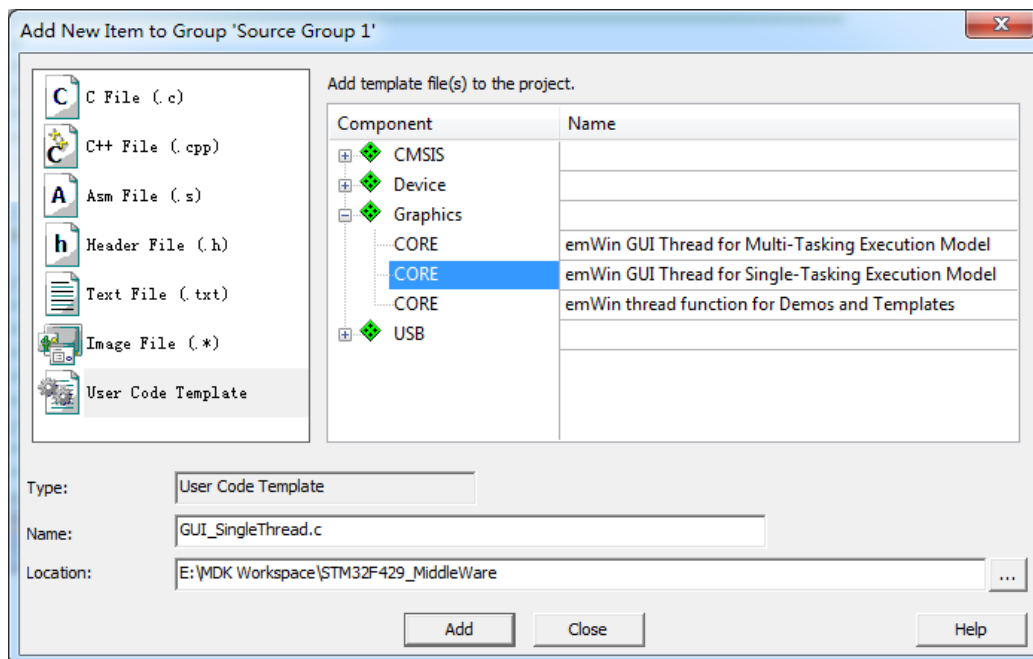 Add New Item to Group 'Source Group 1'
C File (.c)
C++ File (.cpp)
Asm File (.s)
Header File (.h)
Text File (.txt)
Image File (.*)
User Code Template
Add template file(s) to the project.
Component Name
CMSIS
Device
Graphics
CORE emWin GUI Thread for Multi-Tasking Execution Model
CORE emWin GUI Thread for Single-Tasking Execution Model
CORE emWin thread function for Demos and Templates
USB
Type: User Code Template
Name: GUI_SingleThread.c
Location: E:\MDK Workspace\STM32F429_MiddleWare ...
Add Close Help